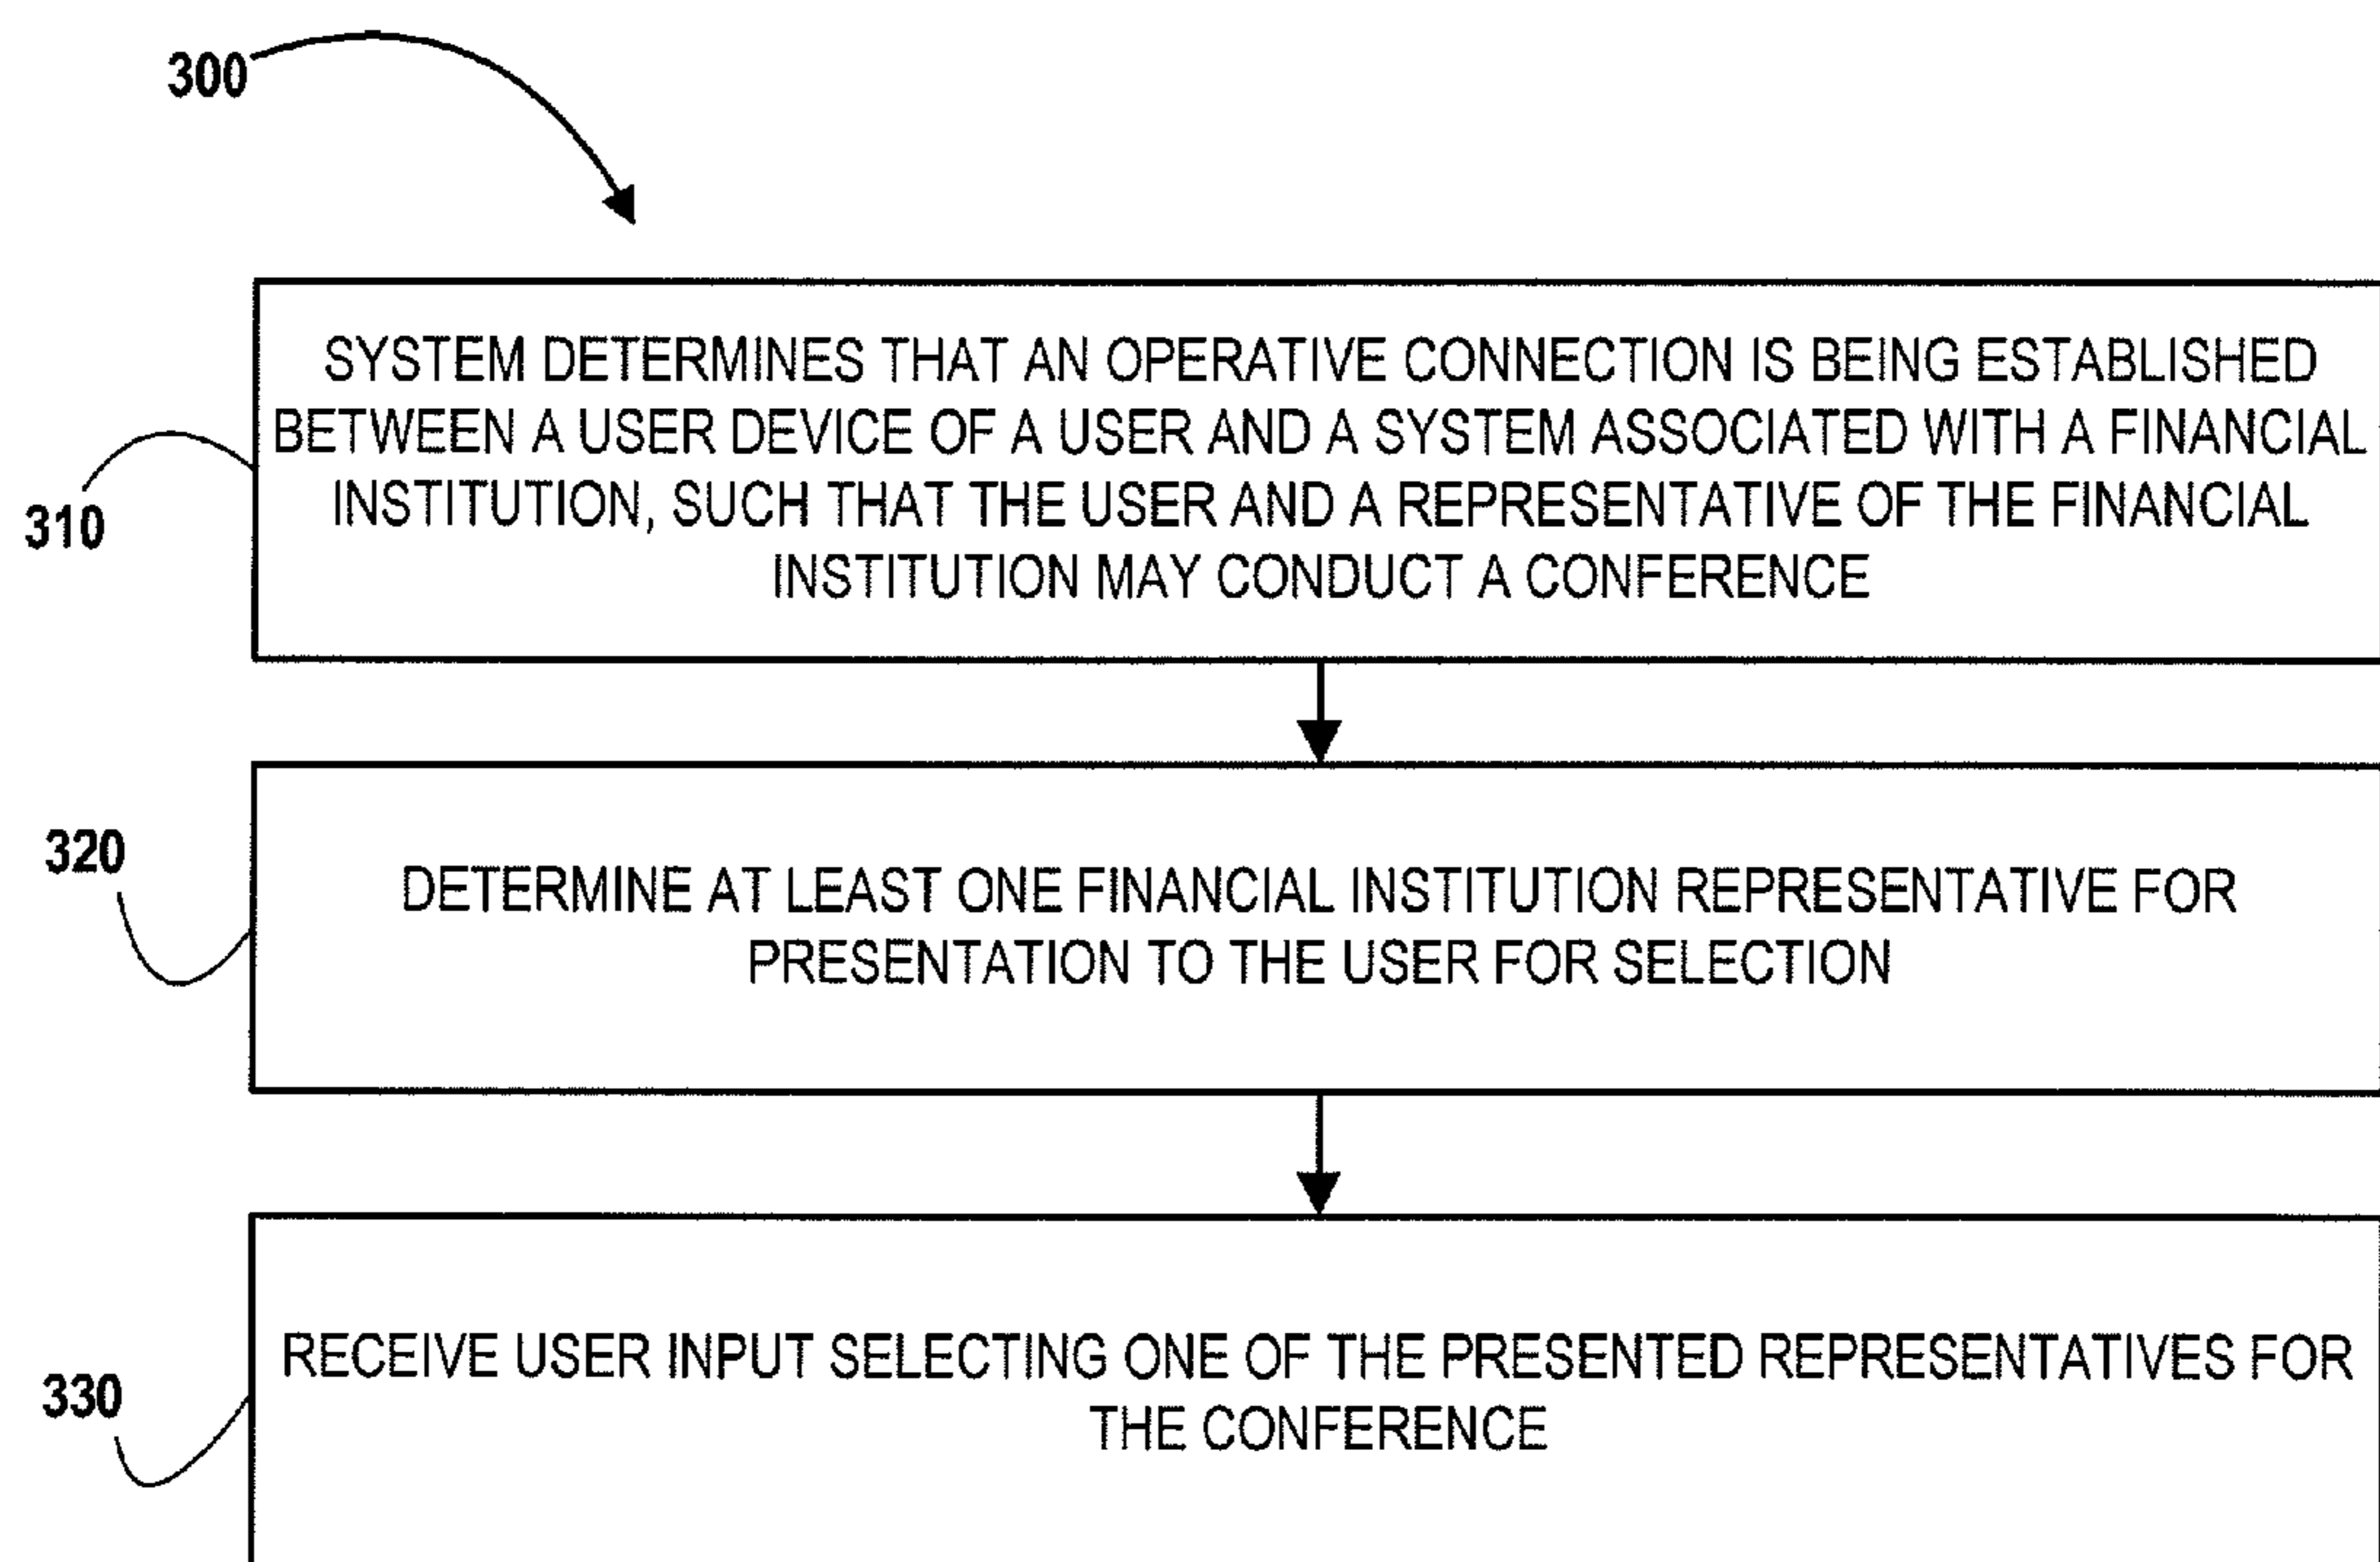 300
SYSTEM DETERMINES THAT AN OPERATIVE CONNECTION IS BEING ESTABLISHED
BETWEEN A USER DEVICE OF A USER AND A SYSTEM ASSOCIATED WITH A FINANCIAL
INSTITUTION, SUCH THAT THE USER AND A REPRESENTATIVE OF THE FINANCIAL
INSTITUTION MAY CONDUCT A CONFERENCE
310
320
DETERMINE AT LEAST ONE FINANCIAL INSTITUTION REPRESENTATIVE FOR
PRESENTATION TO THE USER FOR SELECTION
RECEIVE USER INPUT SELECTING ONE OF THE PRESENTED REPRESENTATIVES FOR
THE CONFERENCE
330